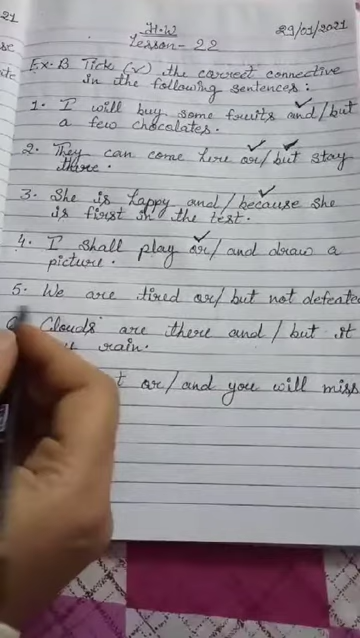 21
H.W
29/01/2021
Lesson - 22
Ex. B Tick (✓) the correct connective
in the following sentences :
1. I will buy some fruits and/but
a few chocolates.
2. They can come here or/but stay
there.
3. She is happy and/because she
is first in the test.
4. I shall play or/and draw a
picture.
5. We are tired or/but not defeated
Clouds are there and/but it
rain.
or/and you will miss